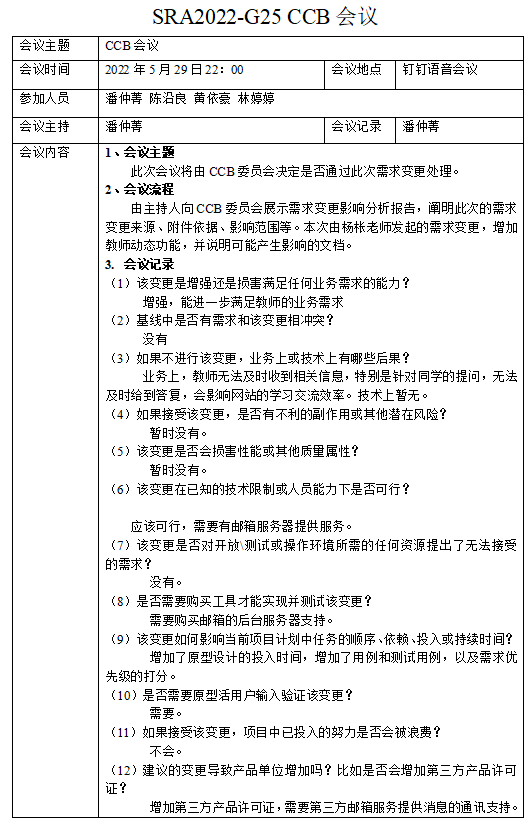 SRA2022-G25 CCB 会议
会议主题 CCB 会议
会议时间 2022 年 5 月 29 日 22：00 会议地点 钉钉语音会议
参加人员 潘仲菁 陈沿良 黄依豪 林婷婷
会议主持 潘仲菁 会议记录 潘仲菁
会议内容 1、会议主题
此次会议将由 CCB 委员会决定是否通过此次需求变更处理。
2、会议流程
由主持人向 CCB 委员会展示需求变更影响分析报告，阐明此次的需求
变更来源、附件依据、影响范围等。本次由杨枨老师发起的需求变更，增加
教师动态功能，并说明可能产生影响的文档。
3. 会议记录
（1）该变更是增强还是损害满足任何业务需求的能力？
增强，能进一步满足教师的业务需求
（2）基线中是否有需求和该变更相冲突？
没有
（3）如果不进行该变更，业务上或技术上有哪些后果？
业务上，教师无法及时收到相关信息，特别是针对同学的提问，无法
及时给到答复，会影响网站的学习交流效率。技术上暂无。
（4）如果接受该变更，是否有不利的副作用或其他潜在风险？
暂时没有。
（5）该变更是否会损害性能或其他质量属性？
暂时没有。
（6）该变更在已知的技术限制或人员能力下是否可行？
应该可行，需要有邮箱服务器提供服务。
（7）该变更是否对开放\测试或操作环境所需的任何资源提出了无法接受
的需求？
没有。
（8）是否需要购买工具才能实现并测试该变更？
需要购买邮箱的后台服务器支持。
（9）该变更如何影响当前项目计划中任务的顺序、依赖、投入或持续时间？
增加了原型设计的投入时间，增加了用例和测试用例，以及需求优
先级的打分。
（10）是否需要原型活用户输入验证该变更？
需要。
（11）如果接受该变更，项目中已投入的努力是否会被浪费？
不会。
（12）建议的变更导致产品单位增加吗？比如是否会增加第三方产品许可
证？
增加第三方产品许可证，需要第三方邮箱服务提供消息的通讯支持。